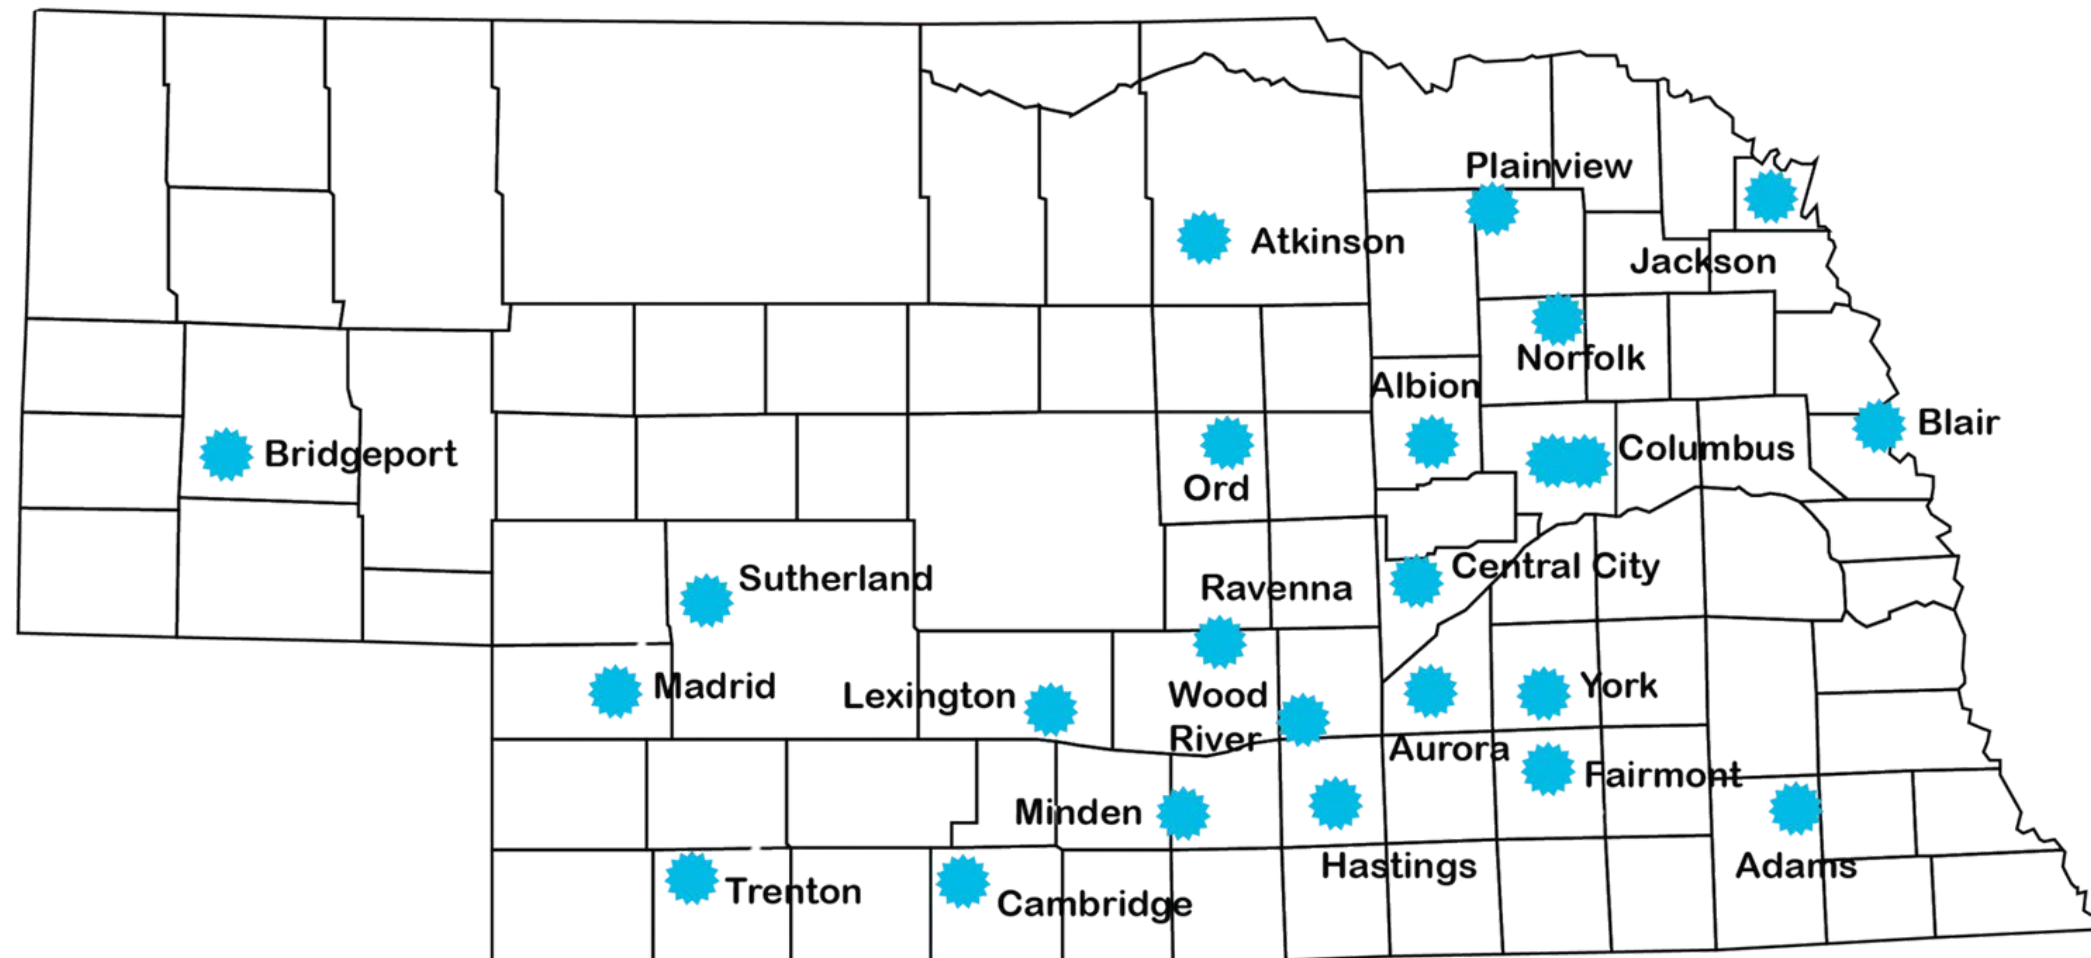 Plainview
Atkinson
Jackson
Norfolk
Albion
Blair
Columbus
Bridgeport
Ord
Central City
Sutherland
Ravenna
Madrid
Lexington
Wood
River
York
Aurora
Fairmont
Minden
Hastings
Adams
Trenton
Cambridge